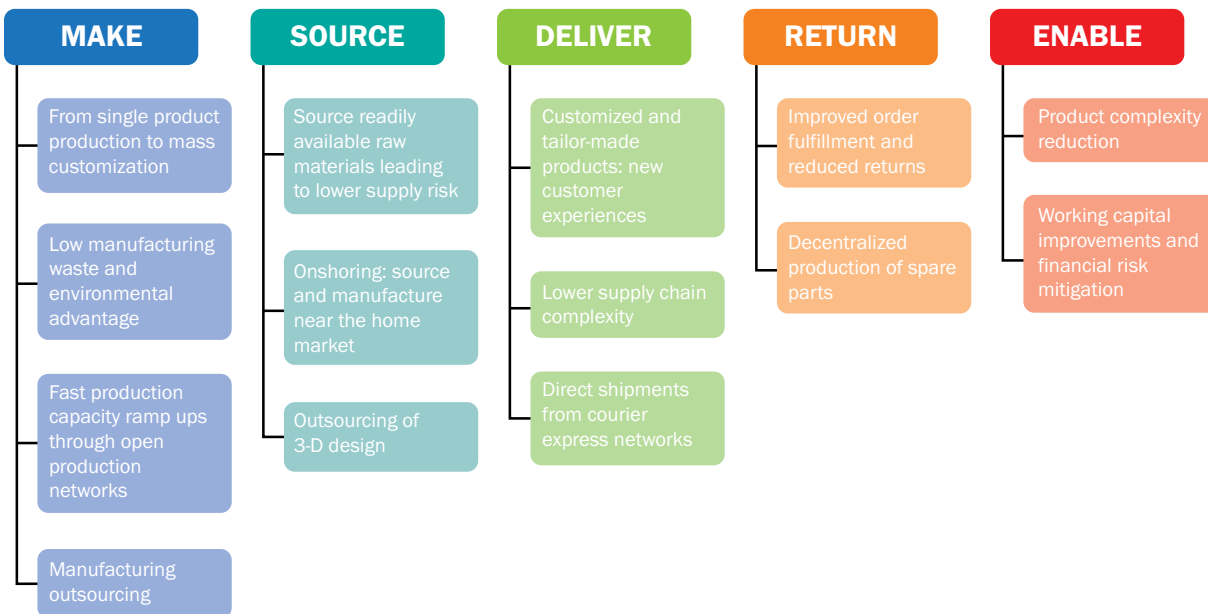 MAKE
From single product
production to mass
customization
Low manufacturing
waste and
environmental
advantage
Fast production
capacity ramp ups
through open
production
networks
Manufacturing
outsourcing
SOURCE
Source readily
available raw
materials leading
to lower supply risk
Onshoring: source
and manufacture
near the home
market
Outsourcing of
3-D design
DELIVER
Customized and
tailor-made
products: new
customer
experiences
Lower supply chain
complexity
Direct shipments
from courier
express networks
RETURN
Improved order
fulfillment and
reduced returns
Decentralized
production of spare
parts
ENABLE
Product complexity
reduction
Working capital
improvements and
financial risk
mitigation